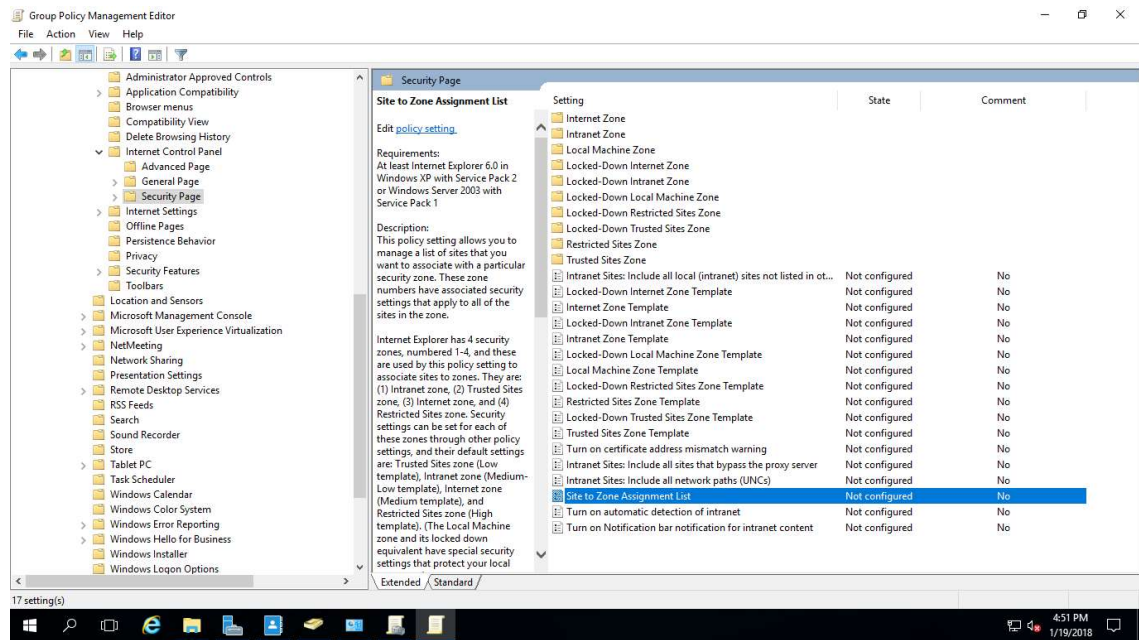 Group Policy Management Editor
File Action View Help
Administrator Approved Controls
Application Compatibility
Browser menus
Compatibility View
Delete Browsing History
Internet Control Panel
Advanced Page
General Page
Security Page
Internet Settings
Offline Pages
Persistence Behavior
Privacy
Security Features
Toolbars
Location and Sensors
Microsoft Management Console
Microsoft User Experience Virtualization
NetMeeting
Network Sharing
Presentation Settings
Remote Desktop Services
RSS Feeds
Search
Sound Recorder
Store
Tablet PC
Task Scheduler
Windows Calendar
Windows Color System
Windows Error Reporting
Windows Hello for Business
Windows Installer
Windows Logon Options
Security Page
Site to Zone Assignment List
Edit policy setting
Requirements:
At least Internet Explorer 6.0 in
Windows XP with Service Pack 2
or Windows Server 2003 with
Service Pack 1
Description:
This policy setting allows you to
manage a list of sites that you
want to associate with a particular
security zone. These zone
numbers have associated security
settings that apply to all of the
sites in the zone.
Internet Explorer has 4 security
zones, numbered 1-4, and these
are used by this policy setting to
associate sites to zones. They are:
(1) Intranet zone, (2) Trusted Sites
zone, (3) Internet zone, and (4)
Restricted Sites zone. Security
settings can be set for each of
these zones through other policy
settings, and their default settings
are: Trusted Sites zone (Low
template), Intranet zone (Medium-
Low template), Internet zone
(Medium template), and
Restricted Sites zone (High
template). (The Local Machine
zone and its locked down
equivalent have special security
settings that protect your local
Setting State Comment
Internet Zone
Intranet Zone
Local Machine Zone
Locked-Down Internet Zone
Locked-Down Intranet Zone
Locked-Down Local Machine Zone
Locked-Down Restricted Sites Zone
Locked-Down Trusted Sites Zone
Restricted Sites Zone
Trusted Sites Zone
Intranet Sites: Include all local (intranet) sites not listed in ot... Not configured No
Locked-Down Internet Zone Template Not configured No
Internet Zone Template Not configured No
Locked-Down Intranet Zone Template Not configured No
Intranet Zone Template Not configured No
Locked-Down Local Machine Zone Template Not configured No
Local Machine Zone Template Not configured No
Locked-Down Restricted Sites Zone Template Not configured No
Restricted Sites Zone Template Not configured No
Locked-Down Trusted Sites Zone Template Not configured No
Trusted Sites Zone Template Not configured No
Turn on certificate address mismatch warning Not configured No
Intranet Sites: Include all sites that bypass the proxy server Not configured No
Intranet Sites: Include all network paths (UNCs) Not configured No
Site to Zone Assignment List Not configured No
Turn on automatic detection of intranet Not configured No
Turn on Notification bar notification for intranet content Not configured No
Extended Standard
17 setting(s)
4:51 PM
1/19/2018